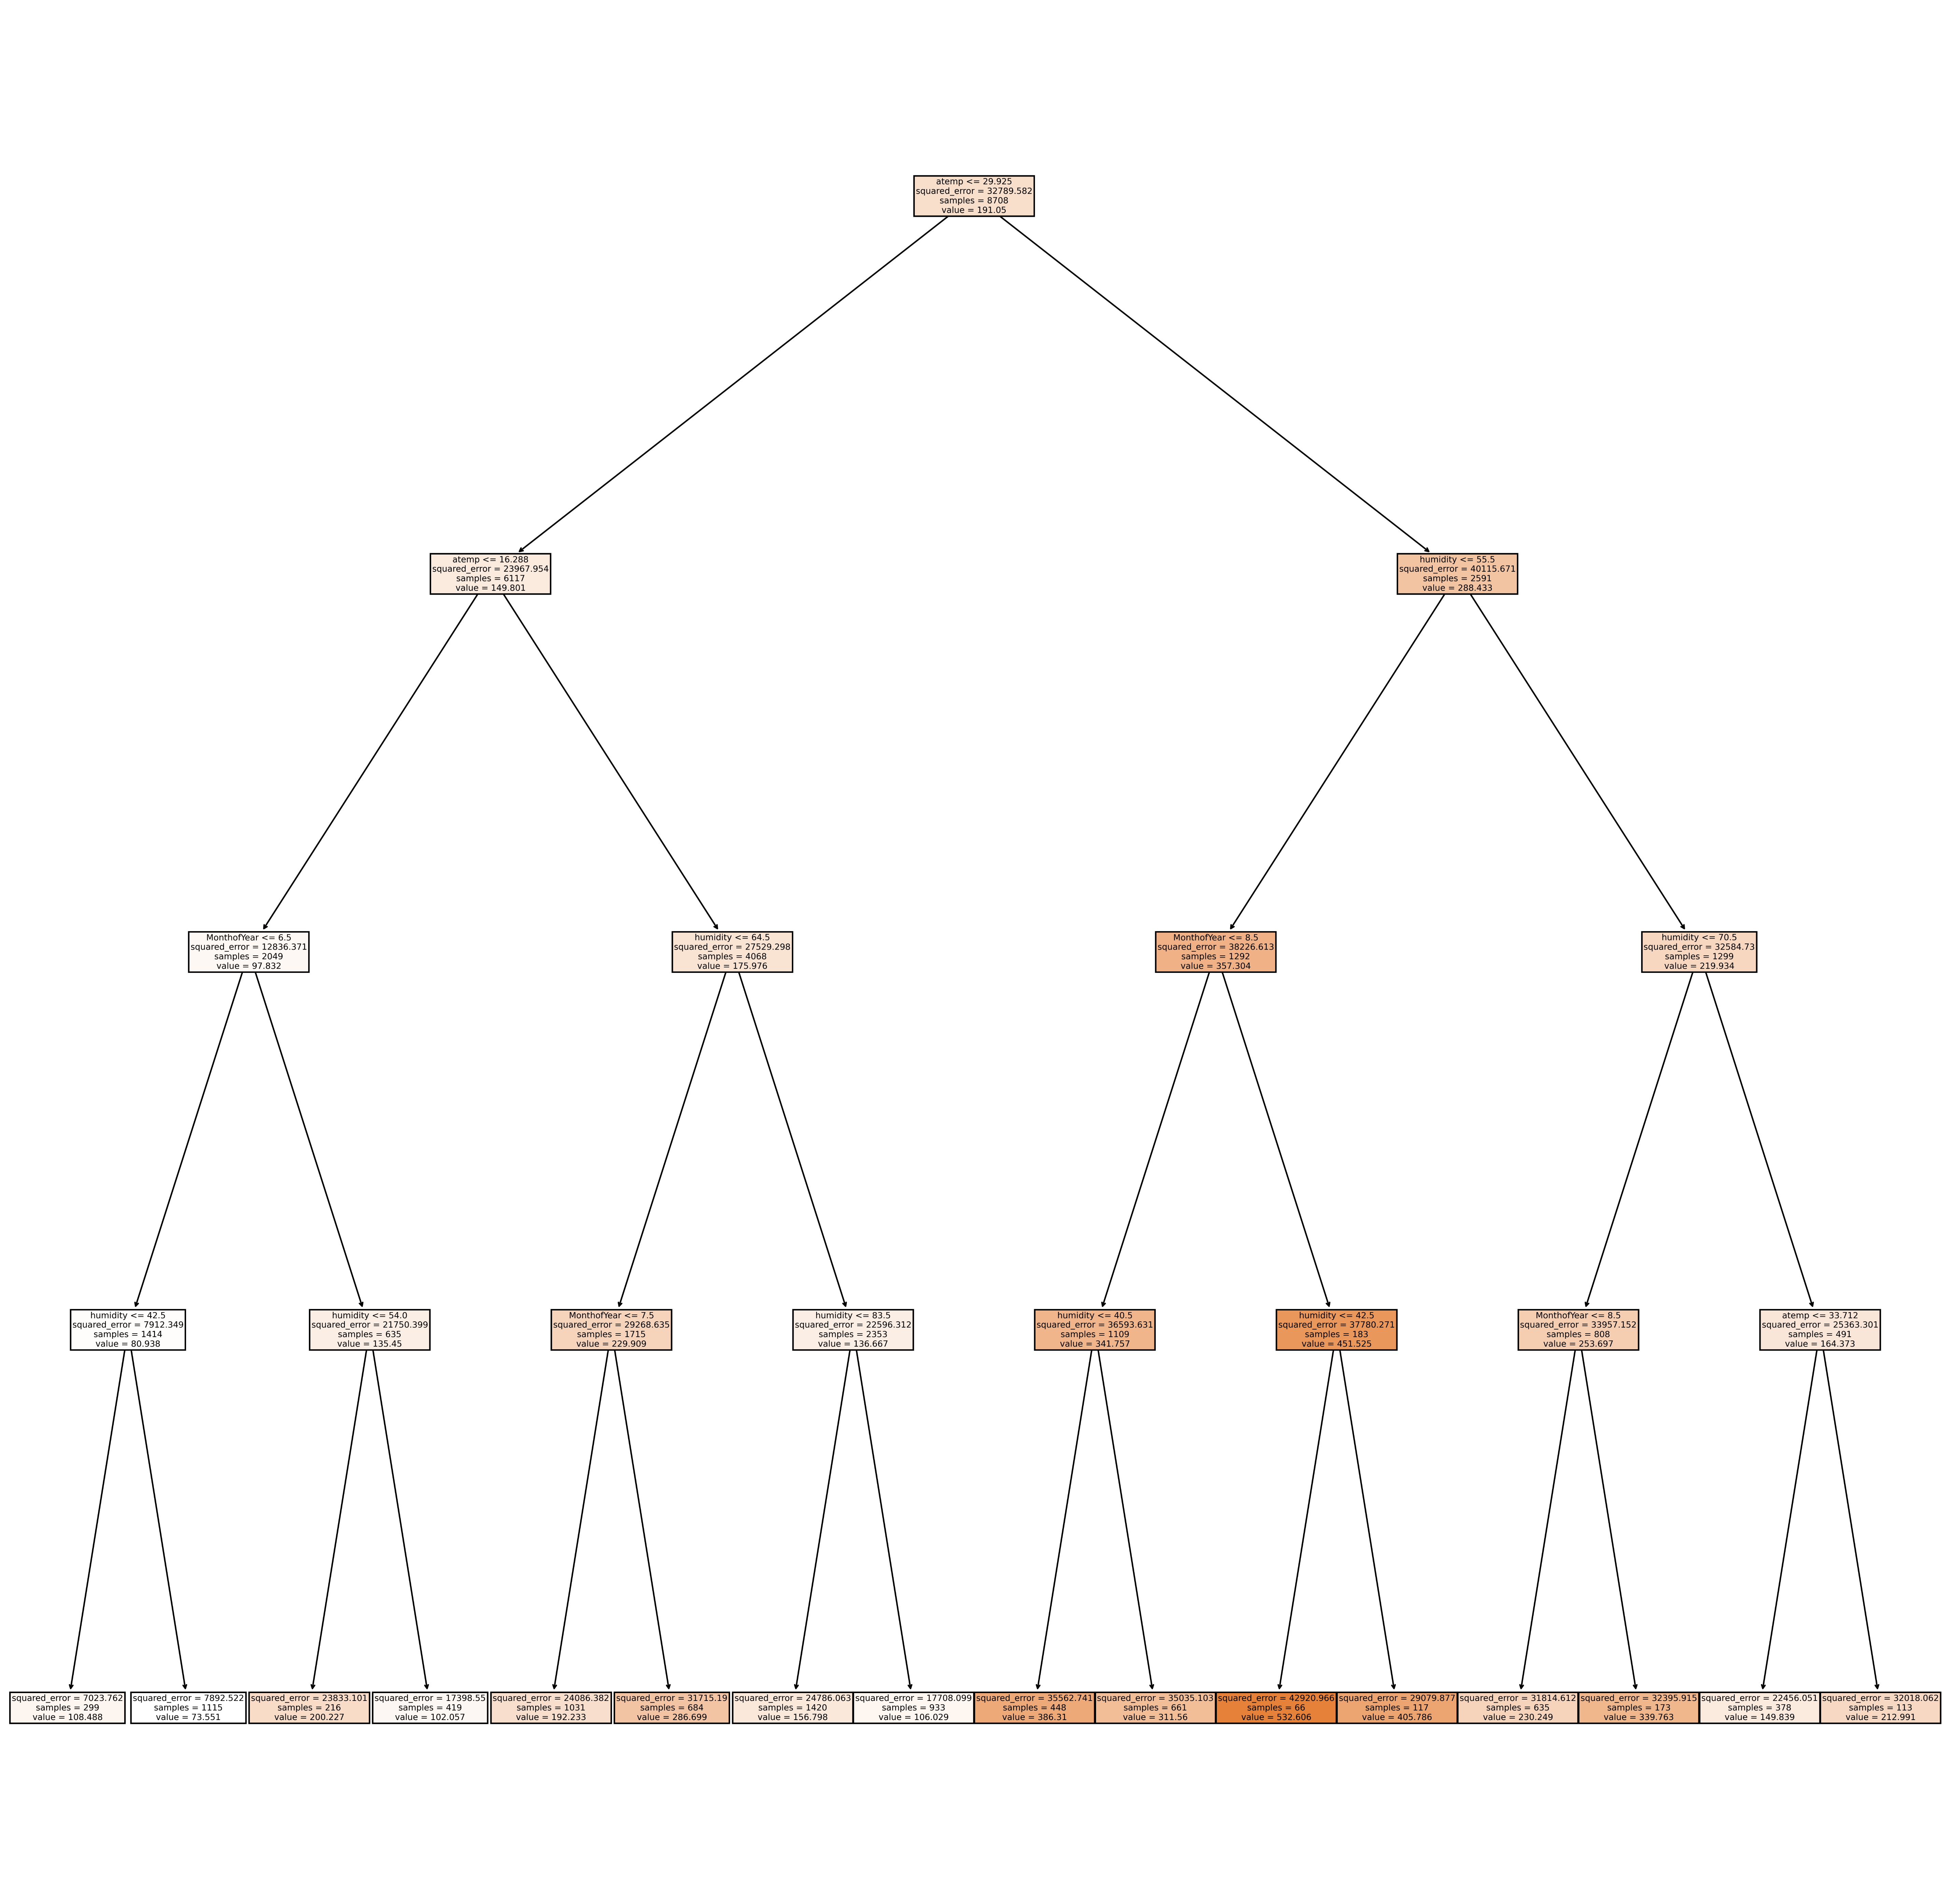 atemp <= 29.925
squared_error = 32789.582
samples = 8708
value = 191.05
atemp <= 16.288
squared_error = 23967.954
samples = 6117
value = 149.801
humidity <= 55.5
squared_error = 40115.671
samples = 2591
value = 288.433
MonthofYear <= 6.5
squared_error = 12836.371
samples = 2049
value = 97.832
humidity <= 64.5
squared_error = 27529.298
samples = 4068
value = 175.976
MonthofYear <= 8.5
squared_error = 38226.613
samples = 1292
value = 357.304
humidity <= 70.5
squared_error = 32584.73
samples = 1299
value = 219.934
humidity <= 42.5
squared_error = 7912.349
samples = 1414
value = 80.938
humidity <= 54.0
squared_error = 21750.399
samples = 635
value = 135.45
MonthofYear <= 7.5
squared_error = 29268.635
samples = 1715
value = 229.909
humidity <= 83.5
squared_error = 22596.312
samples = 2353
value = 136.667
humidity <= 40.5
squared_error = 36593.631
samples = 1109
value = 341.757
humidity <= 42.5
squared_error = 37780.271
samples = 183
value = 451.525
MonthofYear <= 8.5
squared_error = 33957.152
samples = 808
value = 253.697
atemp <= 33.712
squared_error = 25363.301
samples = 491
value = 164.373
squared_error = 7023.762
samples = 299
value = 108.488
squared_error = 7892.522
samples = 1115
value = 73.551
squared_error = 23833.101
samples = 216
value = 200.227
squared_error = 17398.55
samples = 419
value = 102.057
squared_error = 24086.382
samples = 1031
value = 192.233
squared_error = 31715.19
samples = 684
value = 286.699
squared_error = 24786.063
samples = 1420
value = 156.798
squared_error = 17708.099
samples = 933
value = 106.029
squared_error = 35562.741
samples = 448
value = 386.31
squared_error = 35035.103
samples = 661
value = 311.56
squared_error = 42920.966
samples = 66
value = 532.606
squared_error = 29079.877
samples = 117
value = 405.786
squared_error = 31814.612
samples = 635
value = 230.249
squared_error = 32395.915
samples = 173
value = 339.763
squared_error = 22456.051
samples = 378
value = 149.839
squared_error = 32018.062
samples = 113
value = 212.991